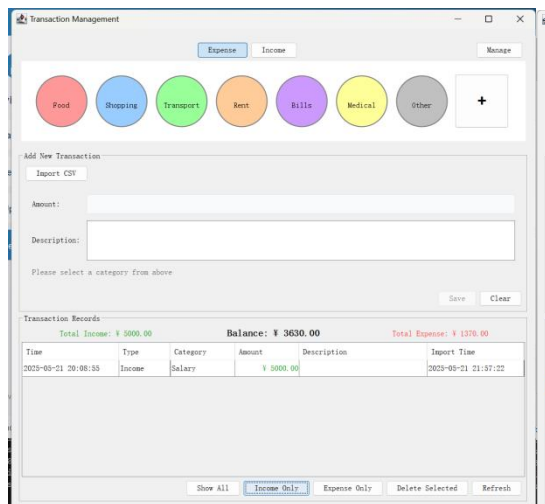 Transaction Management
Expense Income Manage
Food Shopping Transport Rent Bills Medical Other +
Add New Transaction
Import CSV
Amount:
Description:
Please select a category from above
Save Clear
Transaction Records
Total Income: ¥ 5000.00 Balance: ¥ 3630.00 Total Expense: ¥ 1370.00
Time Type Category Amount Description Import Time
2025-05-21 20:08:55 Income Salary ¥ 5000.00 2025-05-21 21:57:22
Show All Income Only Expense Only Delete Selected Refresh